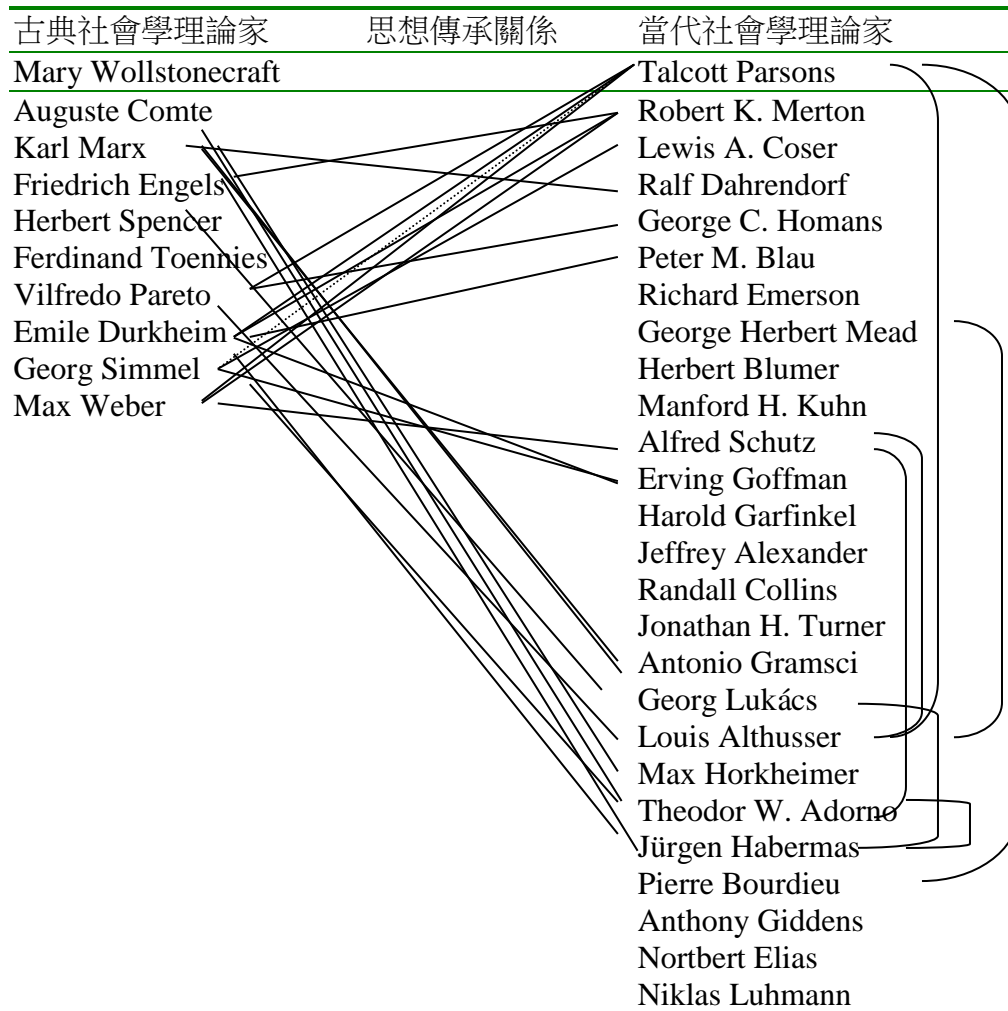 古典社會學理論家 思想傳承關係 當代社會學理論家
Mary Wollstonecraft Talcott Parsons
Auguste Comte Robert K. Merton
Karl Marx Lewis A. Coser
Friedrich Engels Ralf Dahrendorf
Herbert Spencer George C. Homans
Ferdinand Toennies Peter M. Blau
Vilfredo Pareto Richard Emerson
Emile Durkheim George Herbert Mead
Georg Simmel Herbert Blumer
Max Weber Manford H. Kuhn
Alfred Schutz
Erving Goffman
Harold Garfinkel
Jeffrey Alexander
Randall Collins
Jonathan H. Turner
Antonio Gramsci
Georg Lukács
Louis Althusser
Max Horkheimer
Theodor W. Adorno
Jürgen Habermas
Pierre Bourdieu
Anthony Giddens
Nortbert Elias
Niklas Luhmann